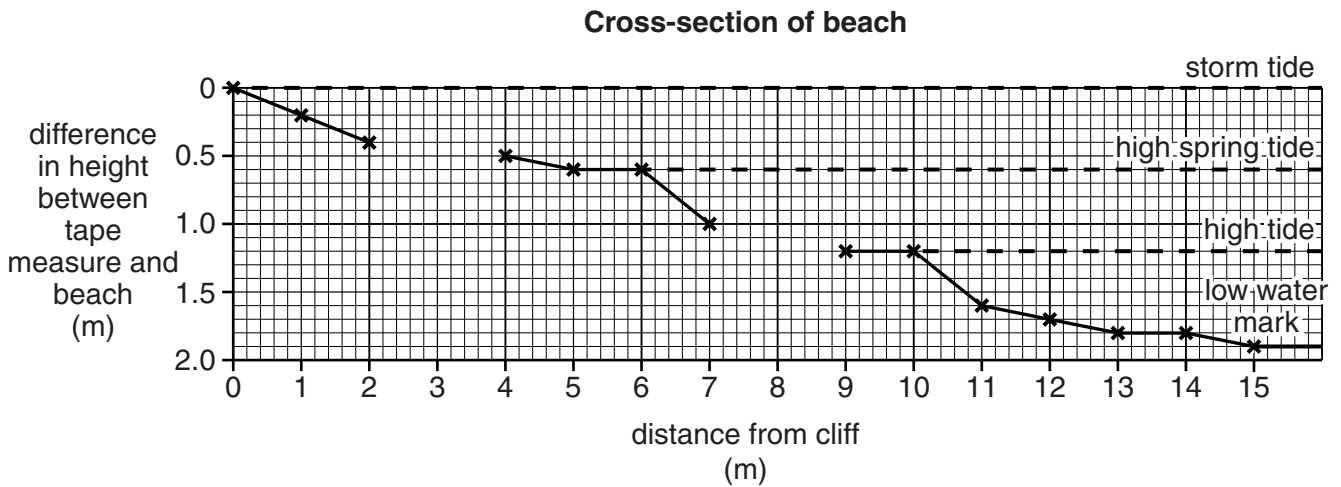 Cross-section of beach
storm tide
high spring tide
high tide
low water
mark
difference
in height
between
tape
measure and
beach
(m)
0
0.5
1.0
1.5
2.0
0 1 2 3 4 5 6 7 8 9 10 11 12 13 14 15
distance from cliff
(m)